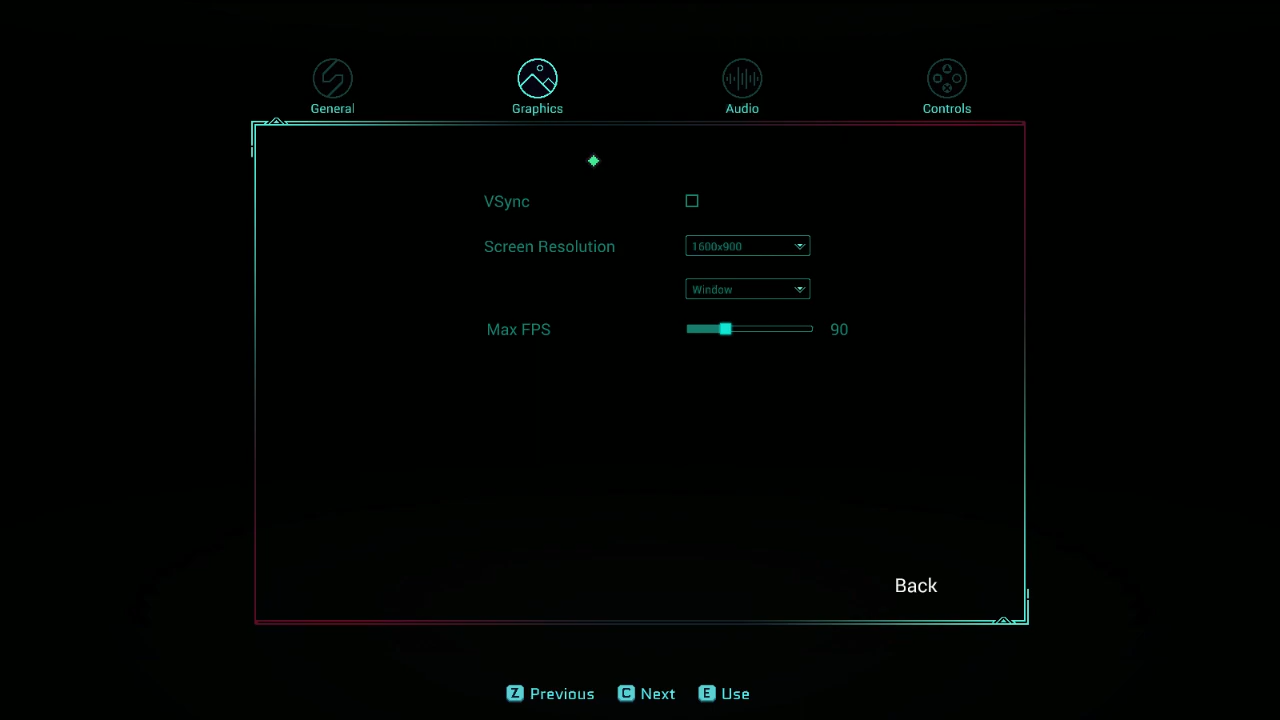 General Graphics Audio Controls
VSync
Screen Resolution 1600x900
Window
Max FPS 90
Back
Z Previous C Next E Use